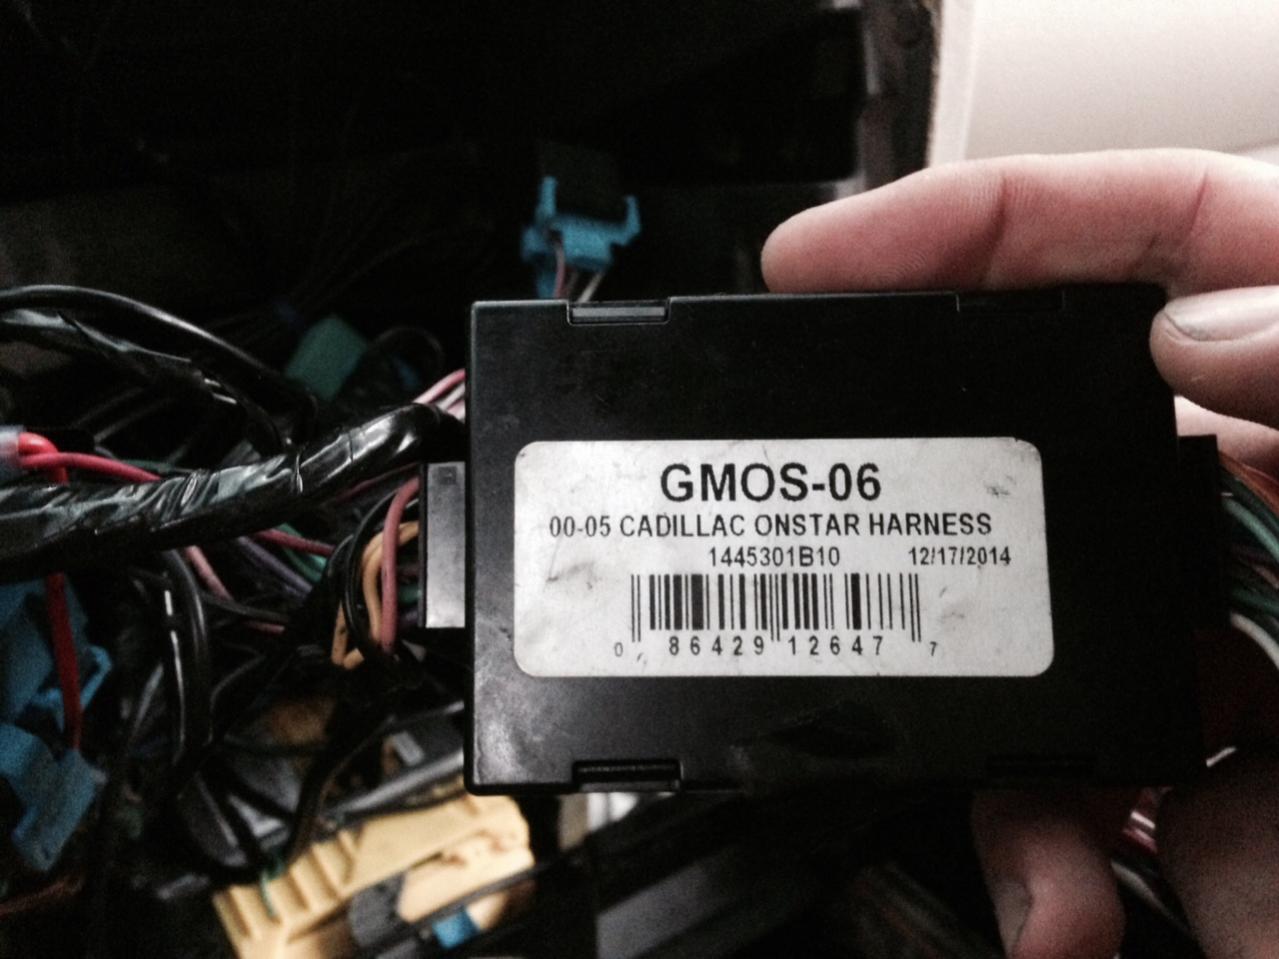 GMOS-06
00-05 CADILLAC ONSTAR HARNESS
1445301B10 12/17/2014
0 86429 12647 7